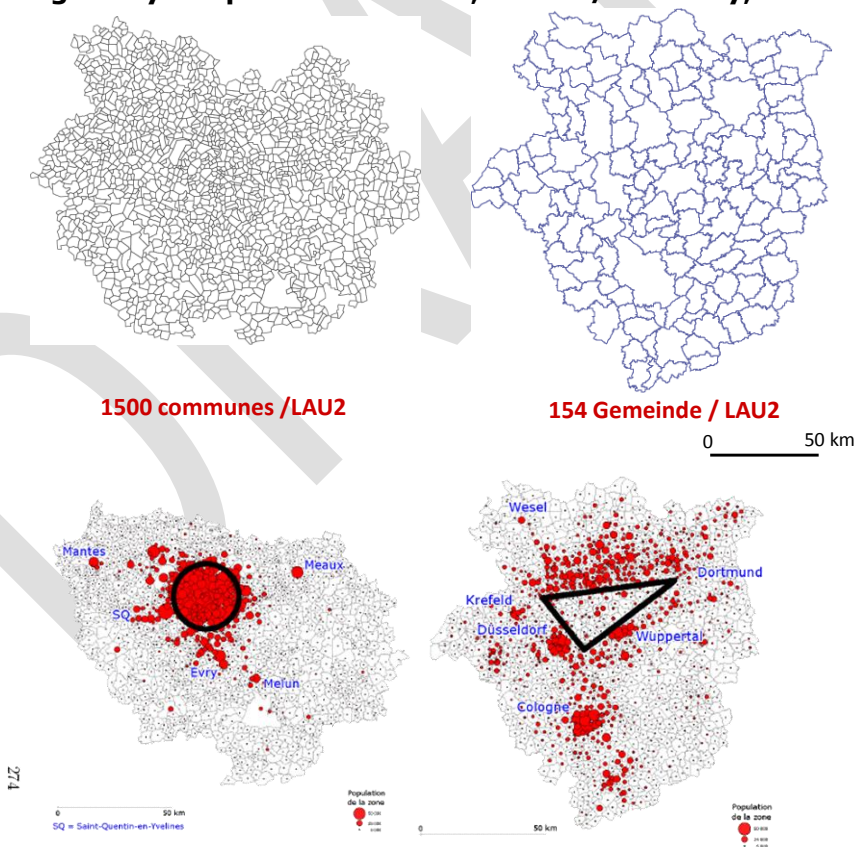 1500 communes /LAU2
154 Gemeinde / LAU2
0 50 km
Mantes
Meaux
SQ
Evry
Melun
Wesel
Dortmund
Krefeld
Düsseldorf
Wuppertal
Cologne
274
0 50 km
SQ = Saint-Quentin-en-Yvelines
Population
de la zone
0 50 km
Population
de la zone